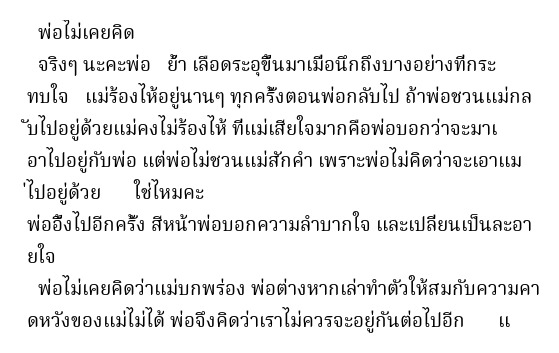 พ่อไม่เคยคิด
จริงๆ นะคะพ่อ ย้ำ เลือดระอุขึ้นมาเมื่อนึกถึงบางอย่างที่กระ
ทบใจ แม่ร้องไห้อยู่นานๆ ทุกครั้งตอนพ่อกลับไป ถ้าพ่อชวนแม่กล
ับไปอยู่ด้วยแม่คงไม่ร้องไห้ ที่แม่เสียใจมากคือพ่อบอกว่าจะมาเ
อาไปอยู่กับพ่อ แต่พ่อไม่ชวนแม่สักคำ เพราะพ่อไม่คิดว่าจะเอาแม
่ไปอยู่ด้วย ใช่ไหมคะ
พ่ออึ้งไปอีกครั้ง สีหน้าพ่อบอกความลำบากใจ และเปลี่ยนเป็นละอา
ยใจ
พ่อไม่เคยคิดว่าแม่บกพร่อง พ่อต่างหากเล่าทำตัวให้สมกับความคา
ดหวังของแม่ไม่ได้ พ่อจึงคิดว่าเราไม่ควรจะอยู่กันต่อไปอีก แ